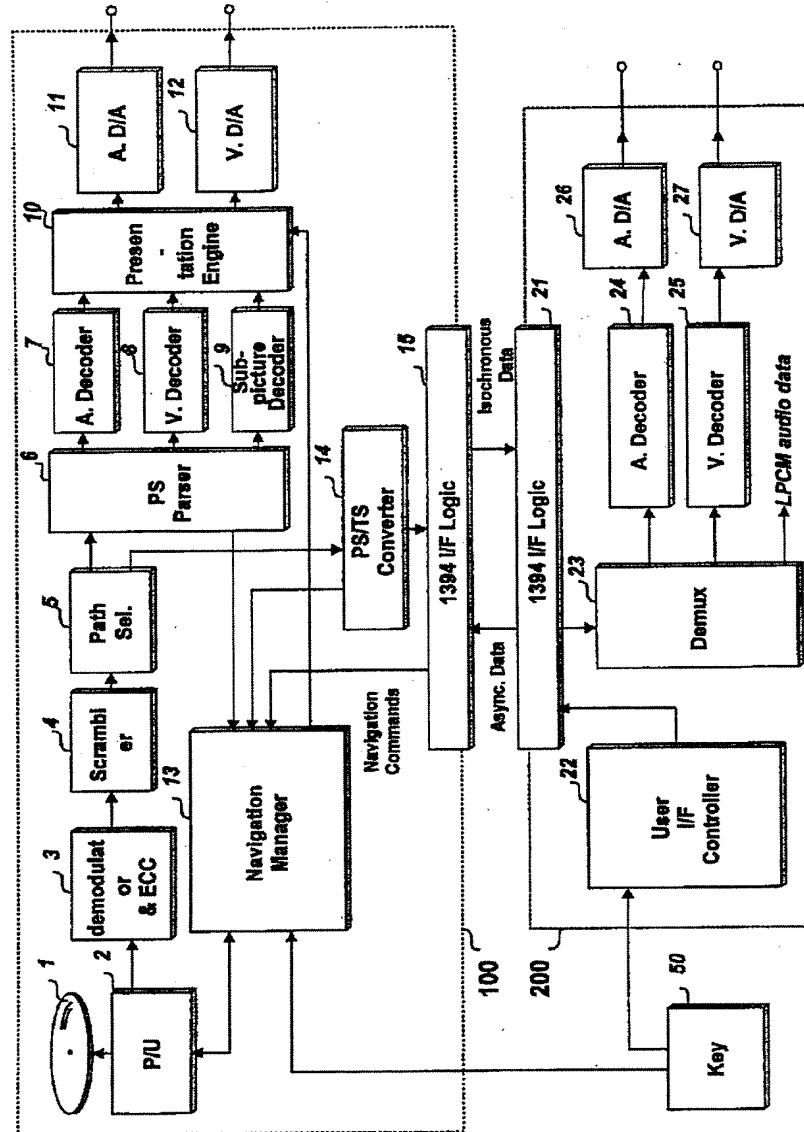 1
2
P/U
3
demodulat
or
& ECC
4
Scrambl
er
5
Path
Sel.
6
PS
Parser
7
A. Decoder
8
V. Decoder
9
Sub-
picture
Decoder
10
Presen
-
tation
Engine
11
A. D/A
12
V. D/A
13
Navigation
Manager
14
PS/TS
Converter
Navigation
Commands
15
1394 I/F Logic
100
Async. Data
Isochronous
Data
200
21
1394 I/F Logic
22
User
I/F
Controller
23
Demux
24
A. Decoder
25
V. Decoder
26
A. D/A
27
V. D/A
LPCM audio data
50
Key